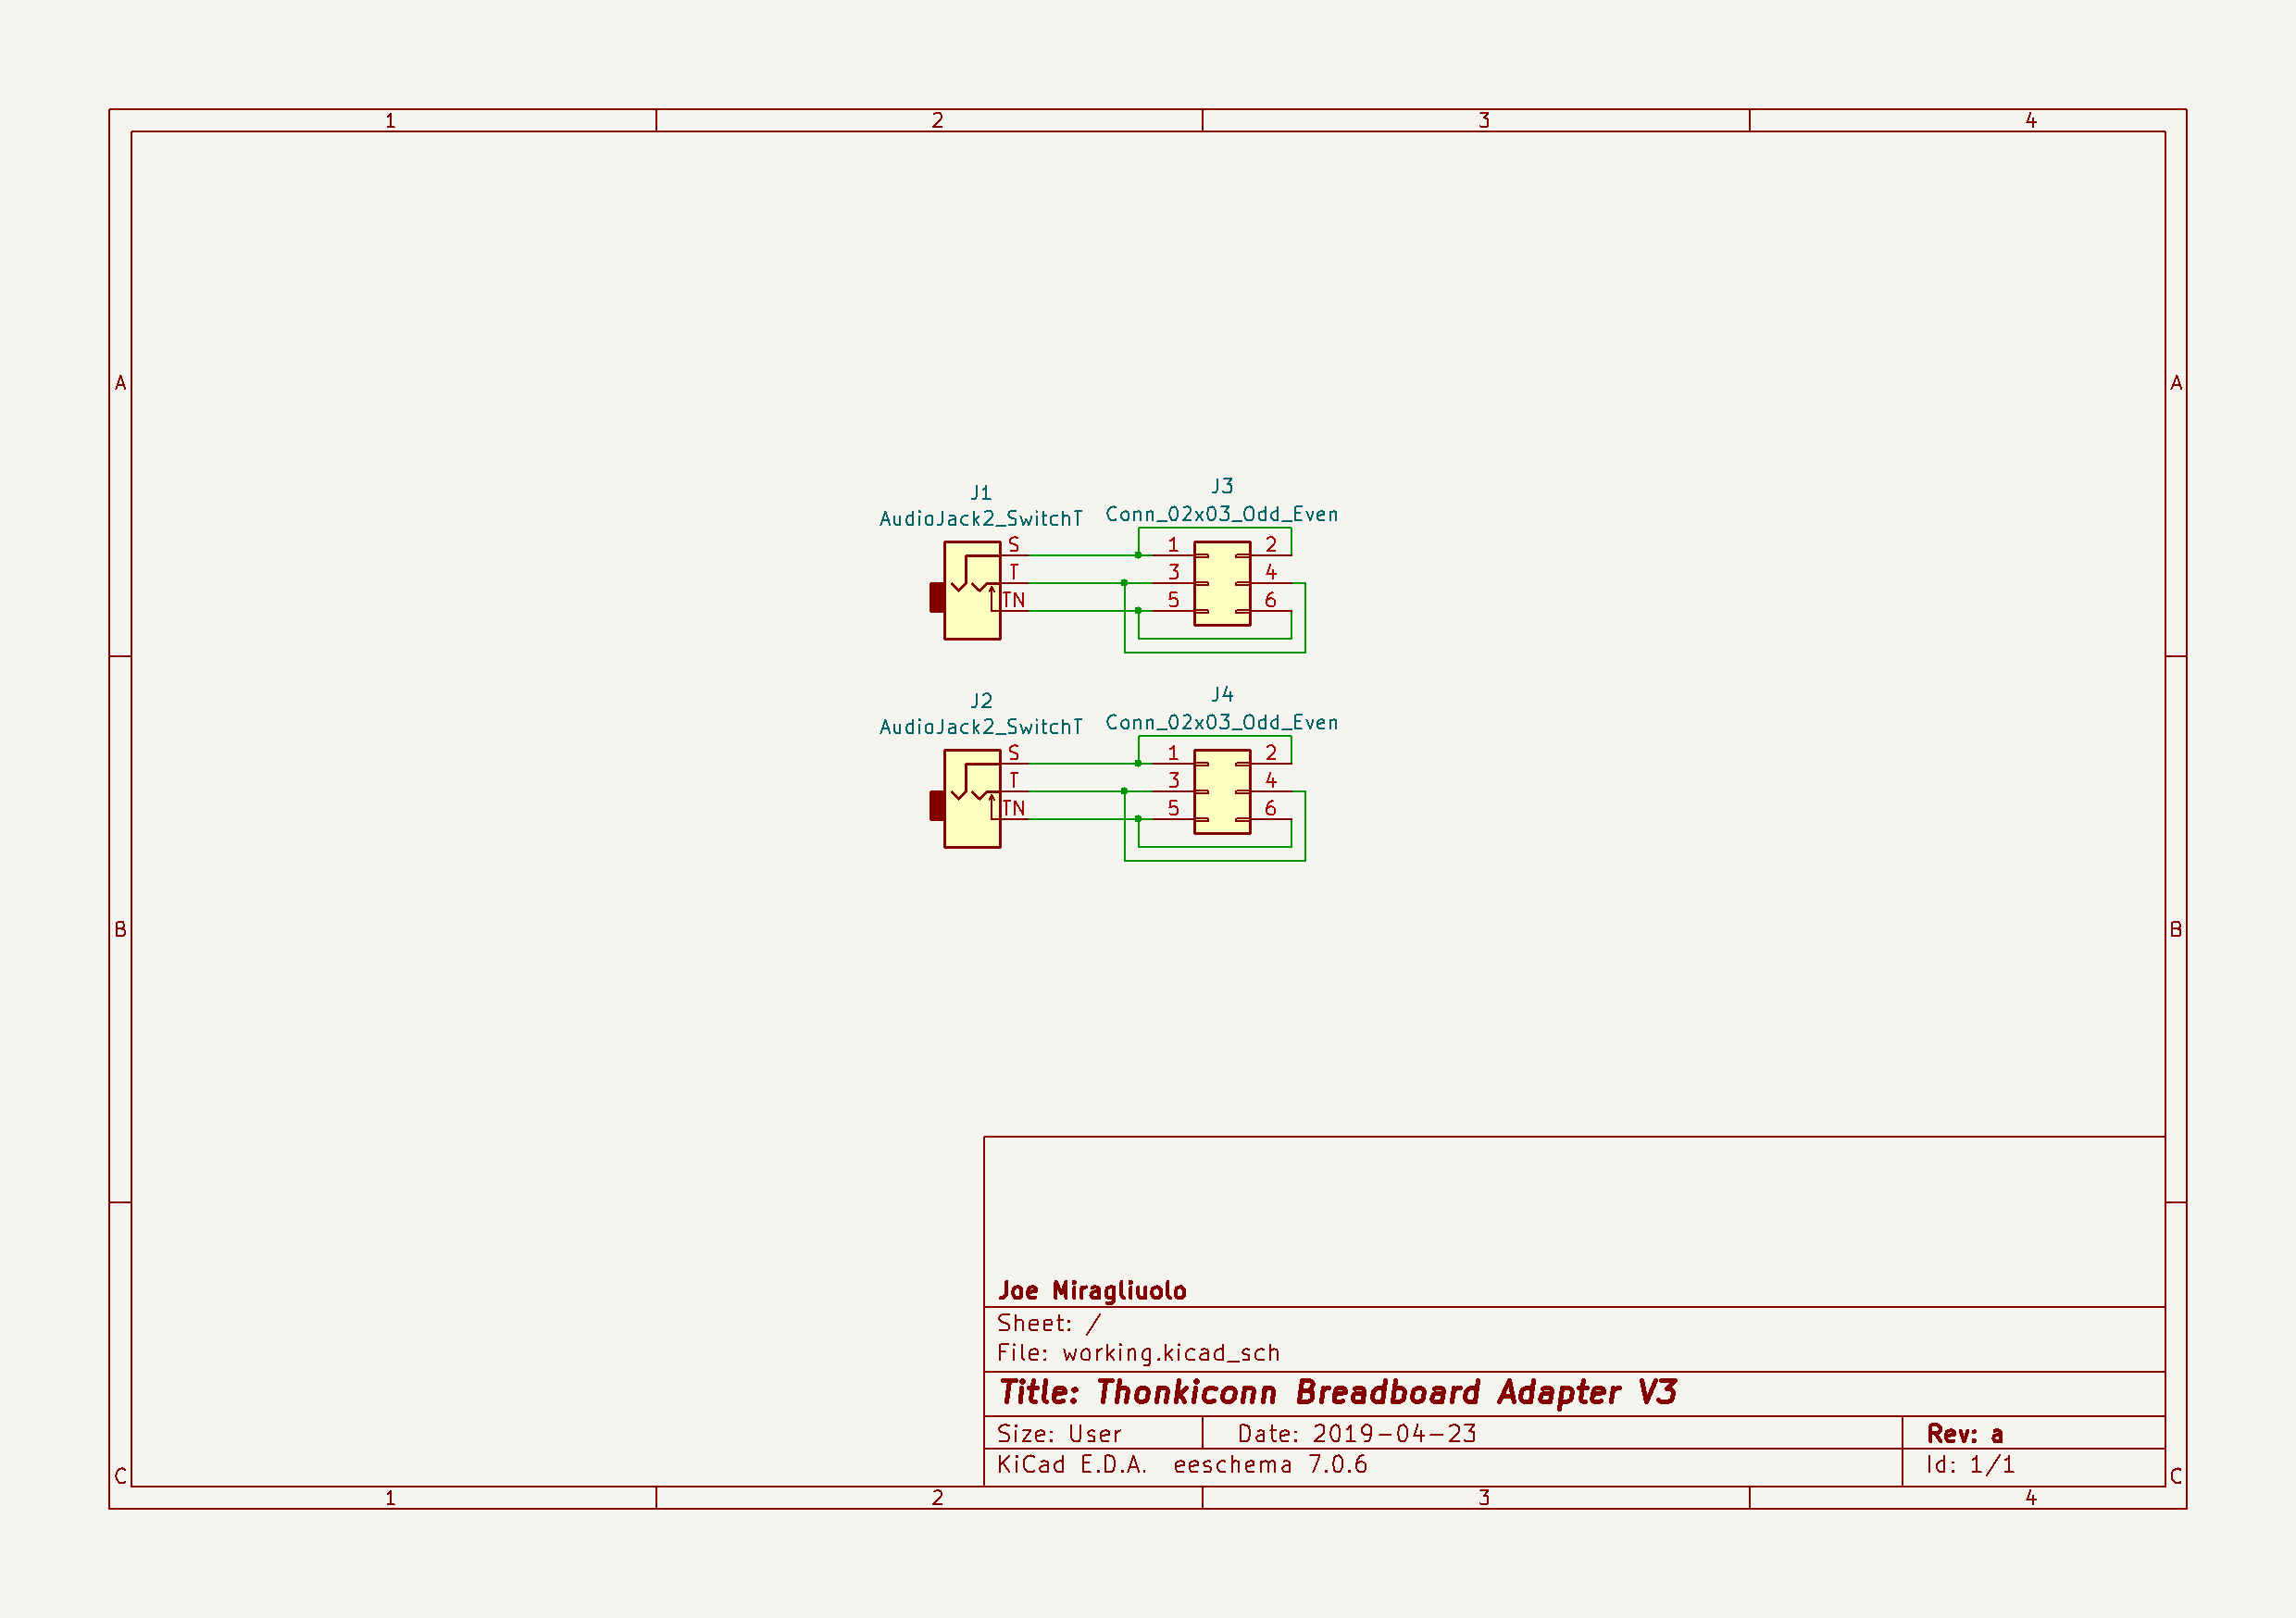 1 2 3 4
A A
J1 J3
AudioJack2_SwitchT Conn_02x03_Odd_Even
S 1 2
T 3 4
TN 5 6
J2 J4
AudioJack2_SwitchT Conn_02x03_Odd_Even
S 1 2
T 3 4
TN 5 6
B B
Joe Miragliuolo
Sheet: /
File: working.kicad_sch
Title: Thonkiconn Breadboard Adapter V3
Size: User Date: 2019-04-23 Rev: a
KiCad E.D.A. eeschema 7.0.6 Id: 1/1
C C
1 2 3 4